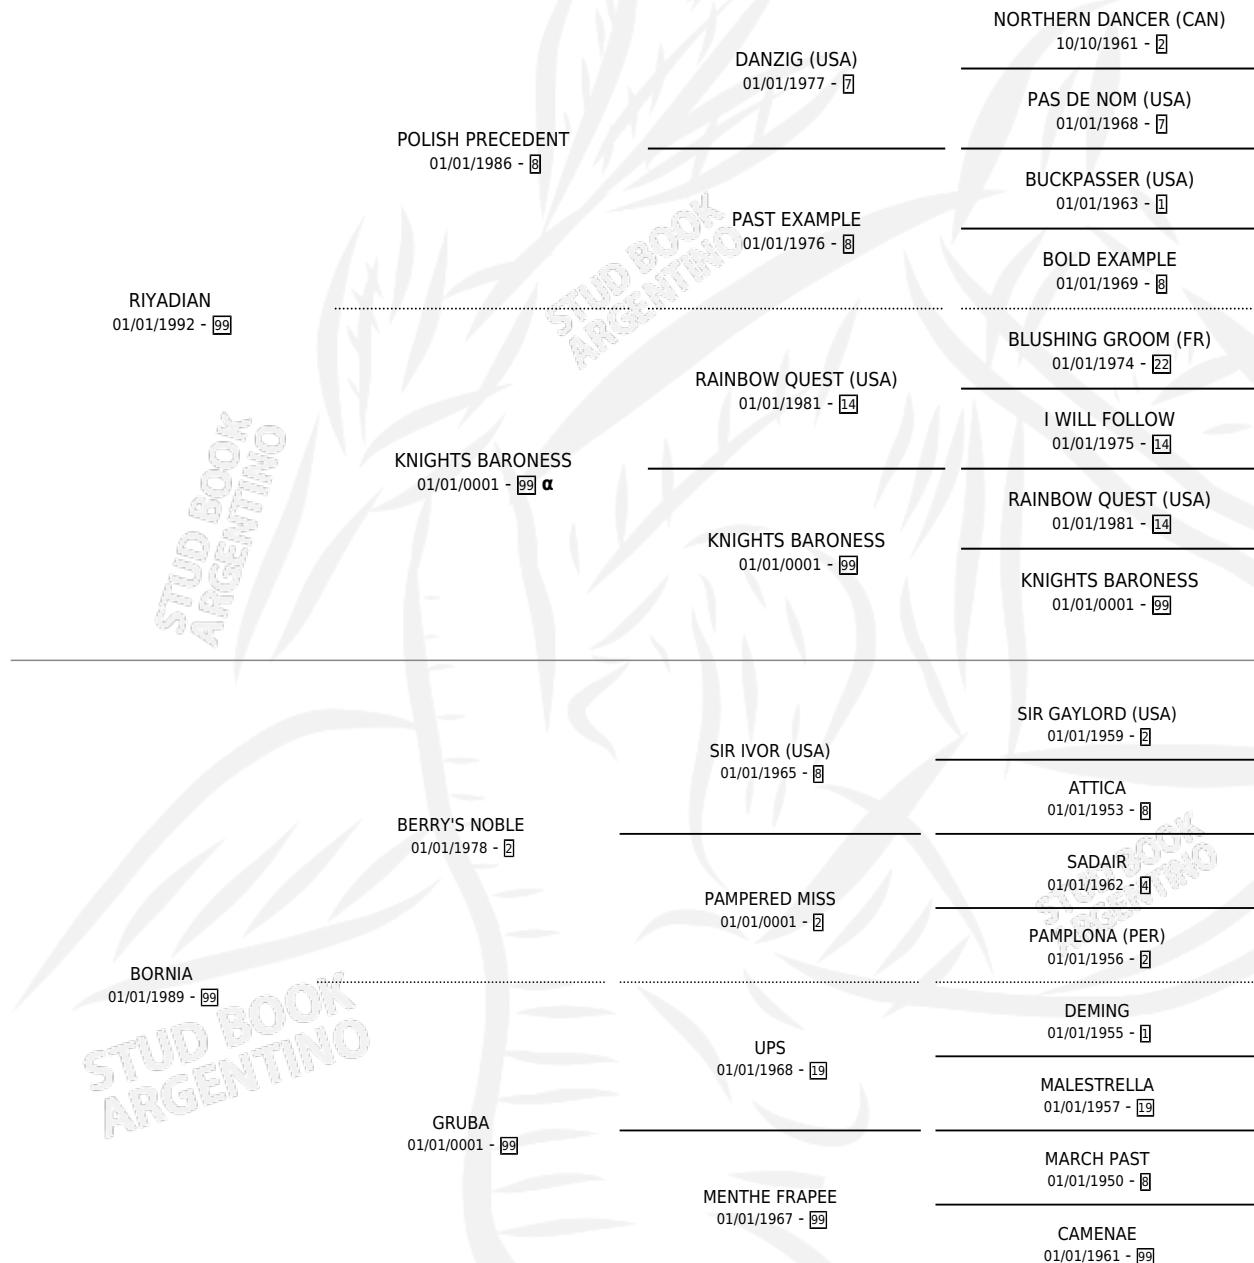 NORTHERN DANCER (CAN)
10/10/1961 - 2
DANZIG (USA)
01/01/1977 - 7
PAS DE NOM (USA)
01/01/1968 - 7
POLISH PRECEDENT
01/01/1986 - 8
BUCKPASSER (USA)
01/01/1963 - 1
PAST EXAMPLE
01/01/1976 - 8
BOLD EXAMPLE
01/01/1969 - 8
STUD BOOK
ARGENTINO
RIYADIAN
01/01/1992 - 99
BLUSHING GROOM (FR)
01/01/1974 - 22
RAINBOW QUEST (USA)
01/01/1981 - 14
I WILL FOLLOW
01/01/1975 - 14
KNIGHTS BARONESS
01/01/0001 - 99 α
RAINBOW QUEST (USA)
01/01/1981 - 14
KNIGHTS BARONESS
01/01/0001 - 99
KNIGHTS BARONESS
01/01/0001 - 99
STUD BOOK
ARGENTINO
SIR GAYLORD (USA)
01/01/1959 - 2
SIR IVOR (USA)
01/01/1965 - 8
ATTICA
01/01/1953 - 8
BERRY'S NOBLE
01/01/1978 - 2
SADAIR
01/01/1962 - 4
PAMPERED MISS
01/01/0001 - 2
PAMPLONA (PER)
01/01/1956 - 2
STUD BOOK
ARGENTINO
BORNIA
01/01/1989 - 99
STUD BOOK
ARGENTINO
DEMING
01/01/1955 - 1
UPS
01/01/1968 - 19
MALESTRELLA
01/01/1957 - 19
GRUBA
01/01/0001 - 99
MARCH PAST
01/01/1950 - 8
MENTHE FRAPEE
01/01/1967 - 99
CAMENAE
01/01/1961 - 99